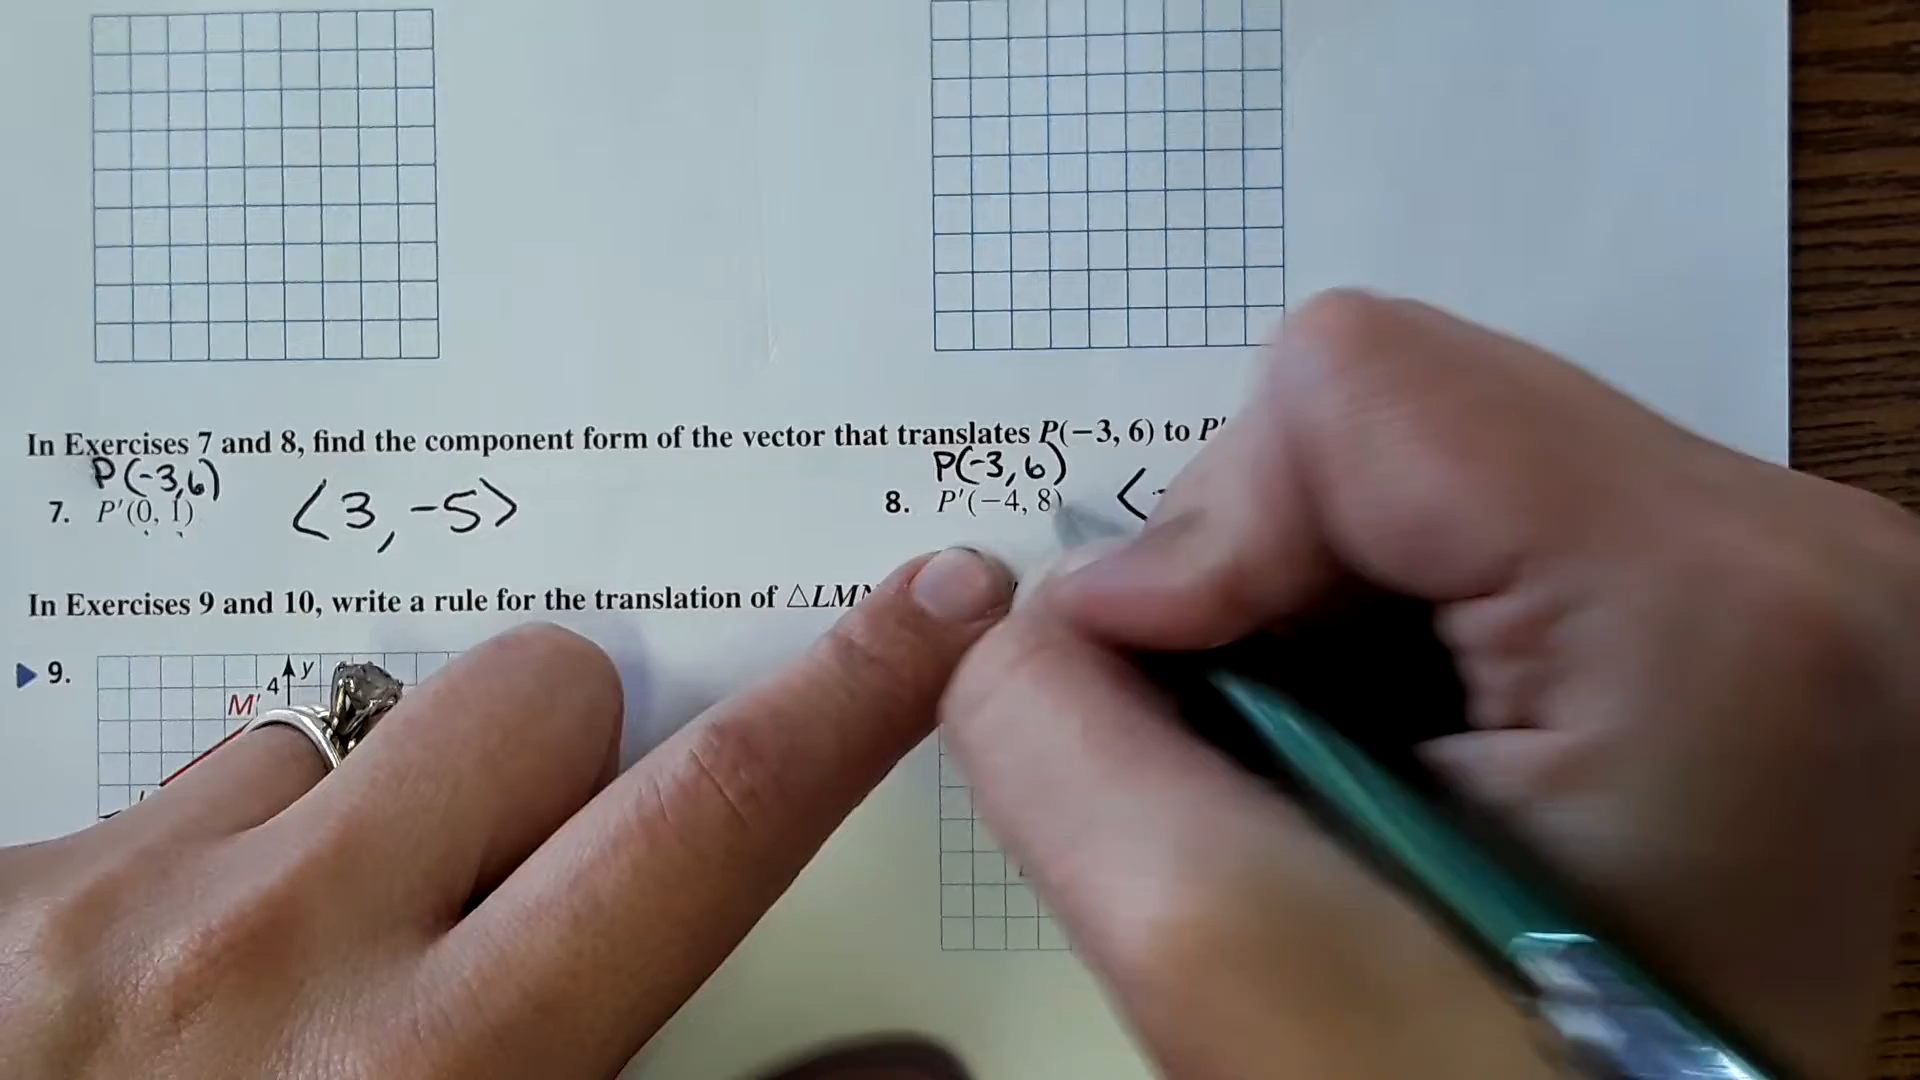 In Exercises 7 and 8, find the component form of the vector that translates P(−3, 6) to P′
P(-3,6)
7. P′(0, 1)
⟨3, -5⟩
P(-3,6)
8. P′(−4, 8)
⟨-
In Exercises 9 and 10, write a rule for the translation of △LM
9.
4
y
M′